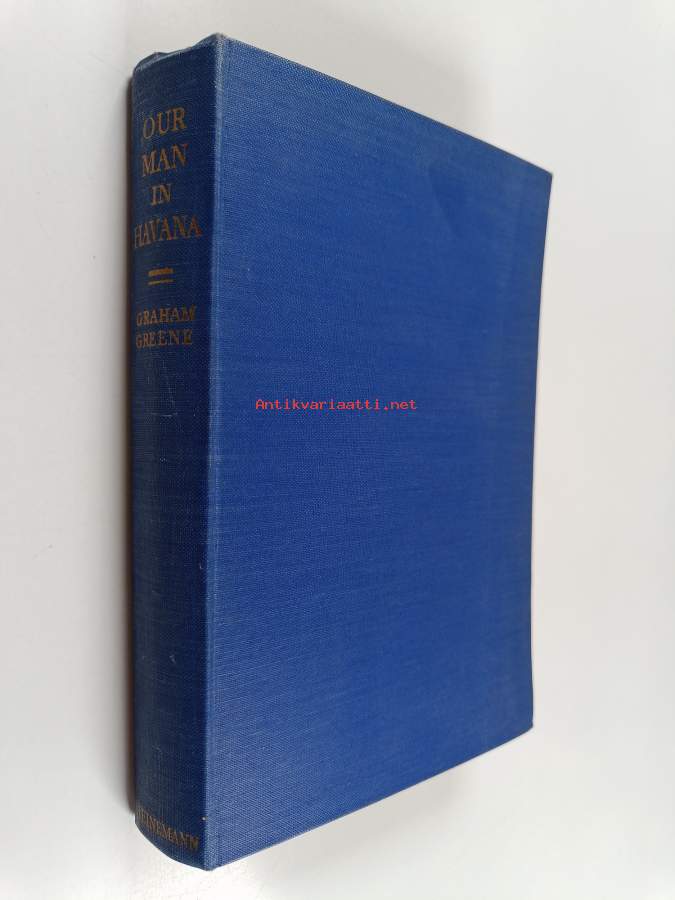 OUR
MAN
IN
HAVANA
GRAHAM
GREENE
Antikvariaatti.net
HEINEMANN